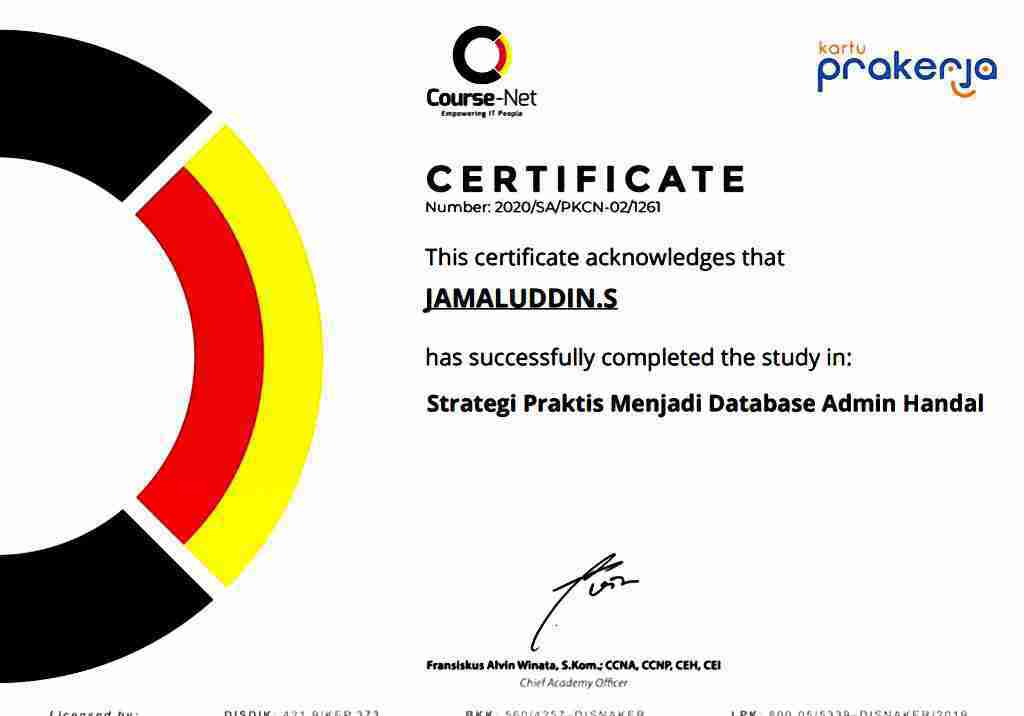 Course-Net
Empowering IT People
kartu
prakerja
CERTIFICATE
Number: 2020/SA/PKCN-02/1261
This certificate acknowledges that
JAMALUDDIN.S
has successfully completed the study in:
Strategi Praktis Menjadi Database Admin Handal
Fransiskus Alvin Winata, S.Kom.; CCNA, CCNP, CEH, CEI
Chief Academy Officer
Licensed by: DISDIK: 421.9/KEP.373 BKK: 560/4257-DISNAKER LPK: 800.05/5339-DISNAKER/2019